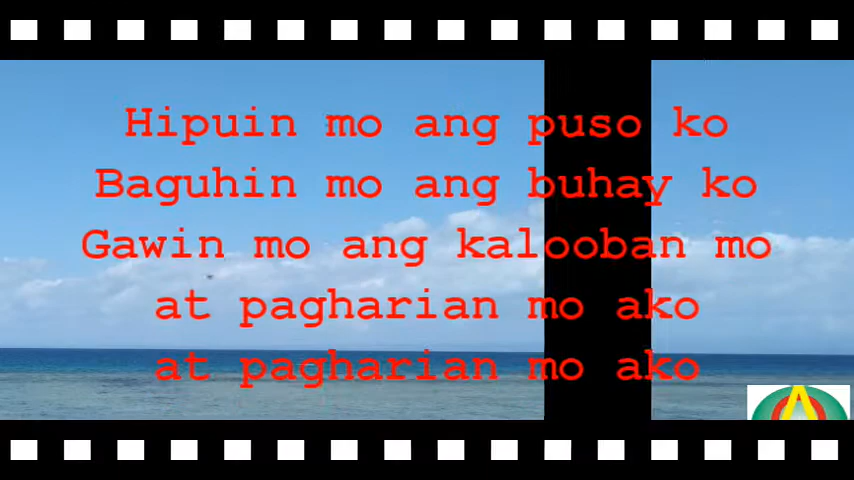 Hipuin mo ang puso ko
Baguhin mo ang buhay ko
Gawin mo ang kalooban mo
at pagharian mo ako
at pagharian mo ako